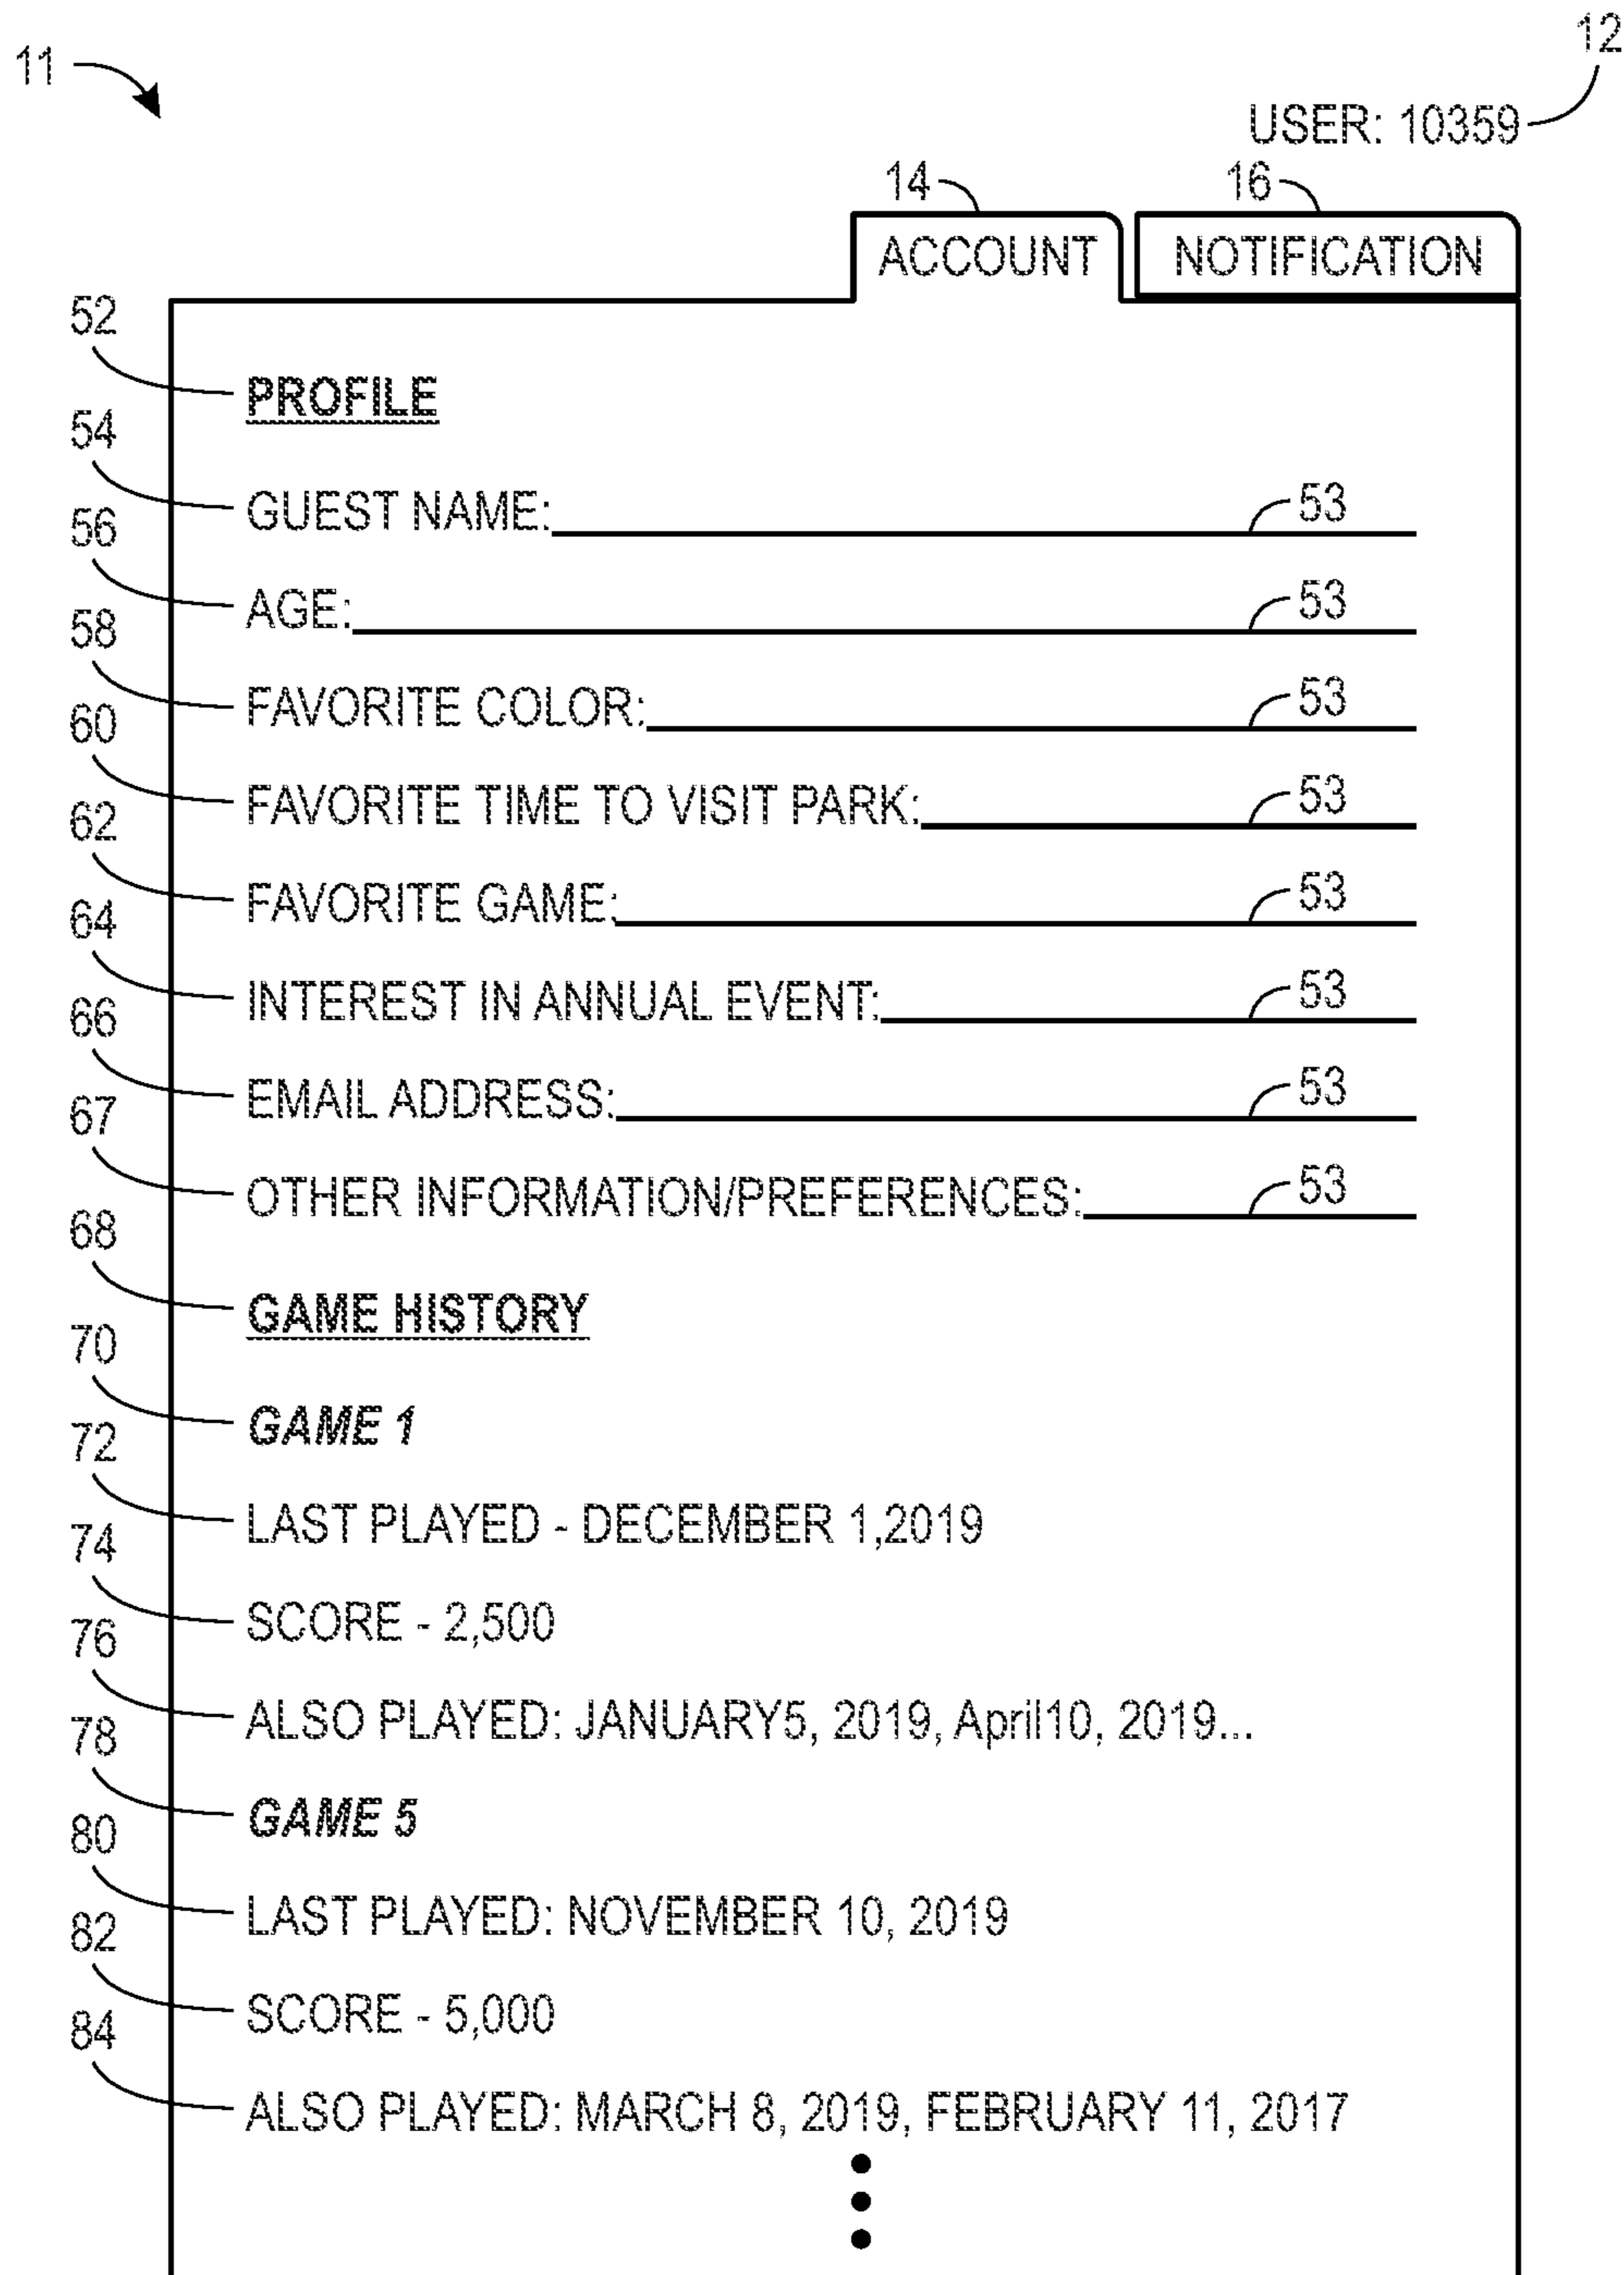 11
12
USER: 10359
14
16
ACCOUNT
NOTIFICATION
52
PROFILE
54
GUEST NAME: 53
56
AGE: 53
58
FAVORITE COLOR: 53
60
FAVORITE TIME TO VISIT PARK: 53
62
FAVORITE GAME: 53
64
INTEREST IN ANNUAL EVENT: 53
66
EMAIL ADDRESS: 53
67
OTHER INFORMATION/PREFERENCES: 53
68
GAME HISTORY
70
GAME 1
72
LAST PLAYED - DECEMBER 1,2019
74
SCORE - 2,500
76
ALSO PLAYED: JANUARY5, 2019, April10, 2019...
78
GAME 5
80
LAST PLAYED: NOVEMBER 10, 2019
82
SCORE - 5,000
84
ALSO PLAYED: MARCH 8, 2019, FEBRUARY 11, 2017